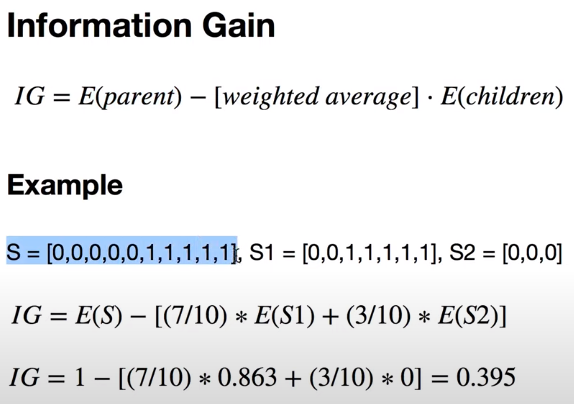 Information Gain
IG = E(parent) − [weighted average] · E(children)
Example
S = [0,0,0,0,0,1,1,1,1,1], S1 = [0,0,1,1,1,1,1], S2 = [0,0,0]
IG = E(S) − [(7/10) ∗ E(S1) + (3/10) ∗ E(S2)]
IG = 1 − [(7/10) ∗ 0.863 + (3/10) ∗ 0] = 0.395